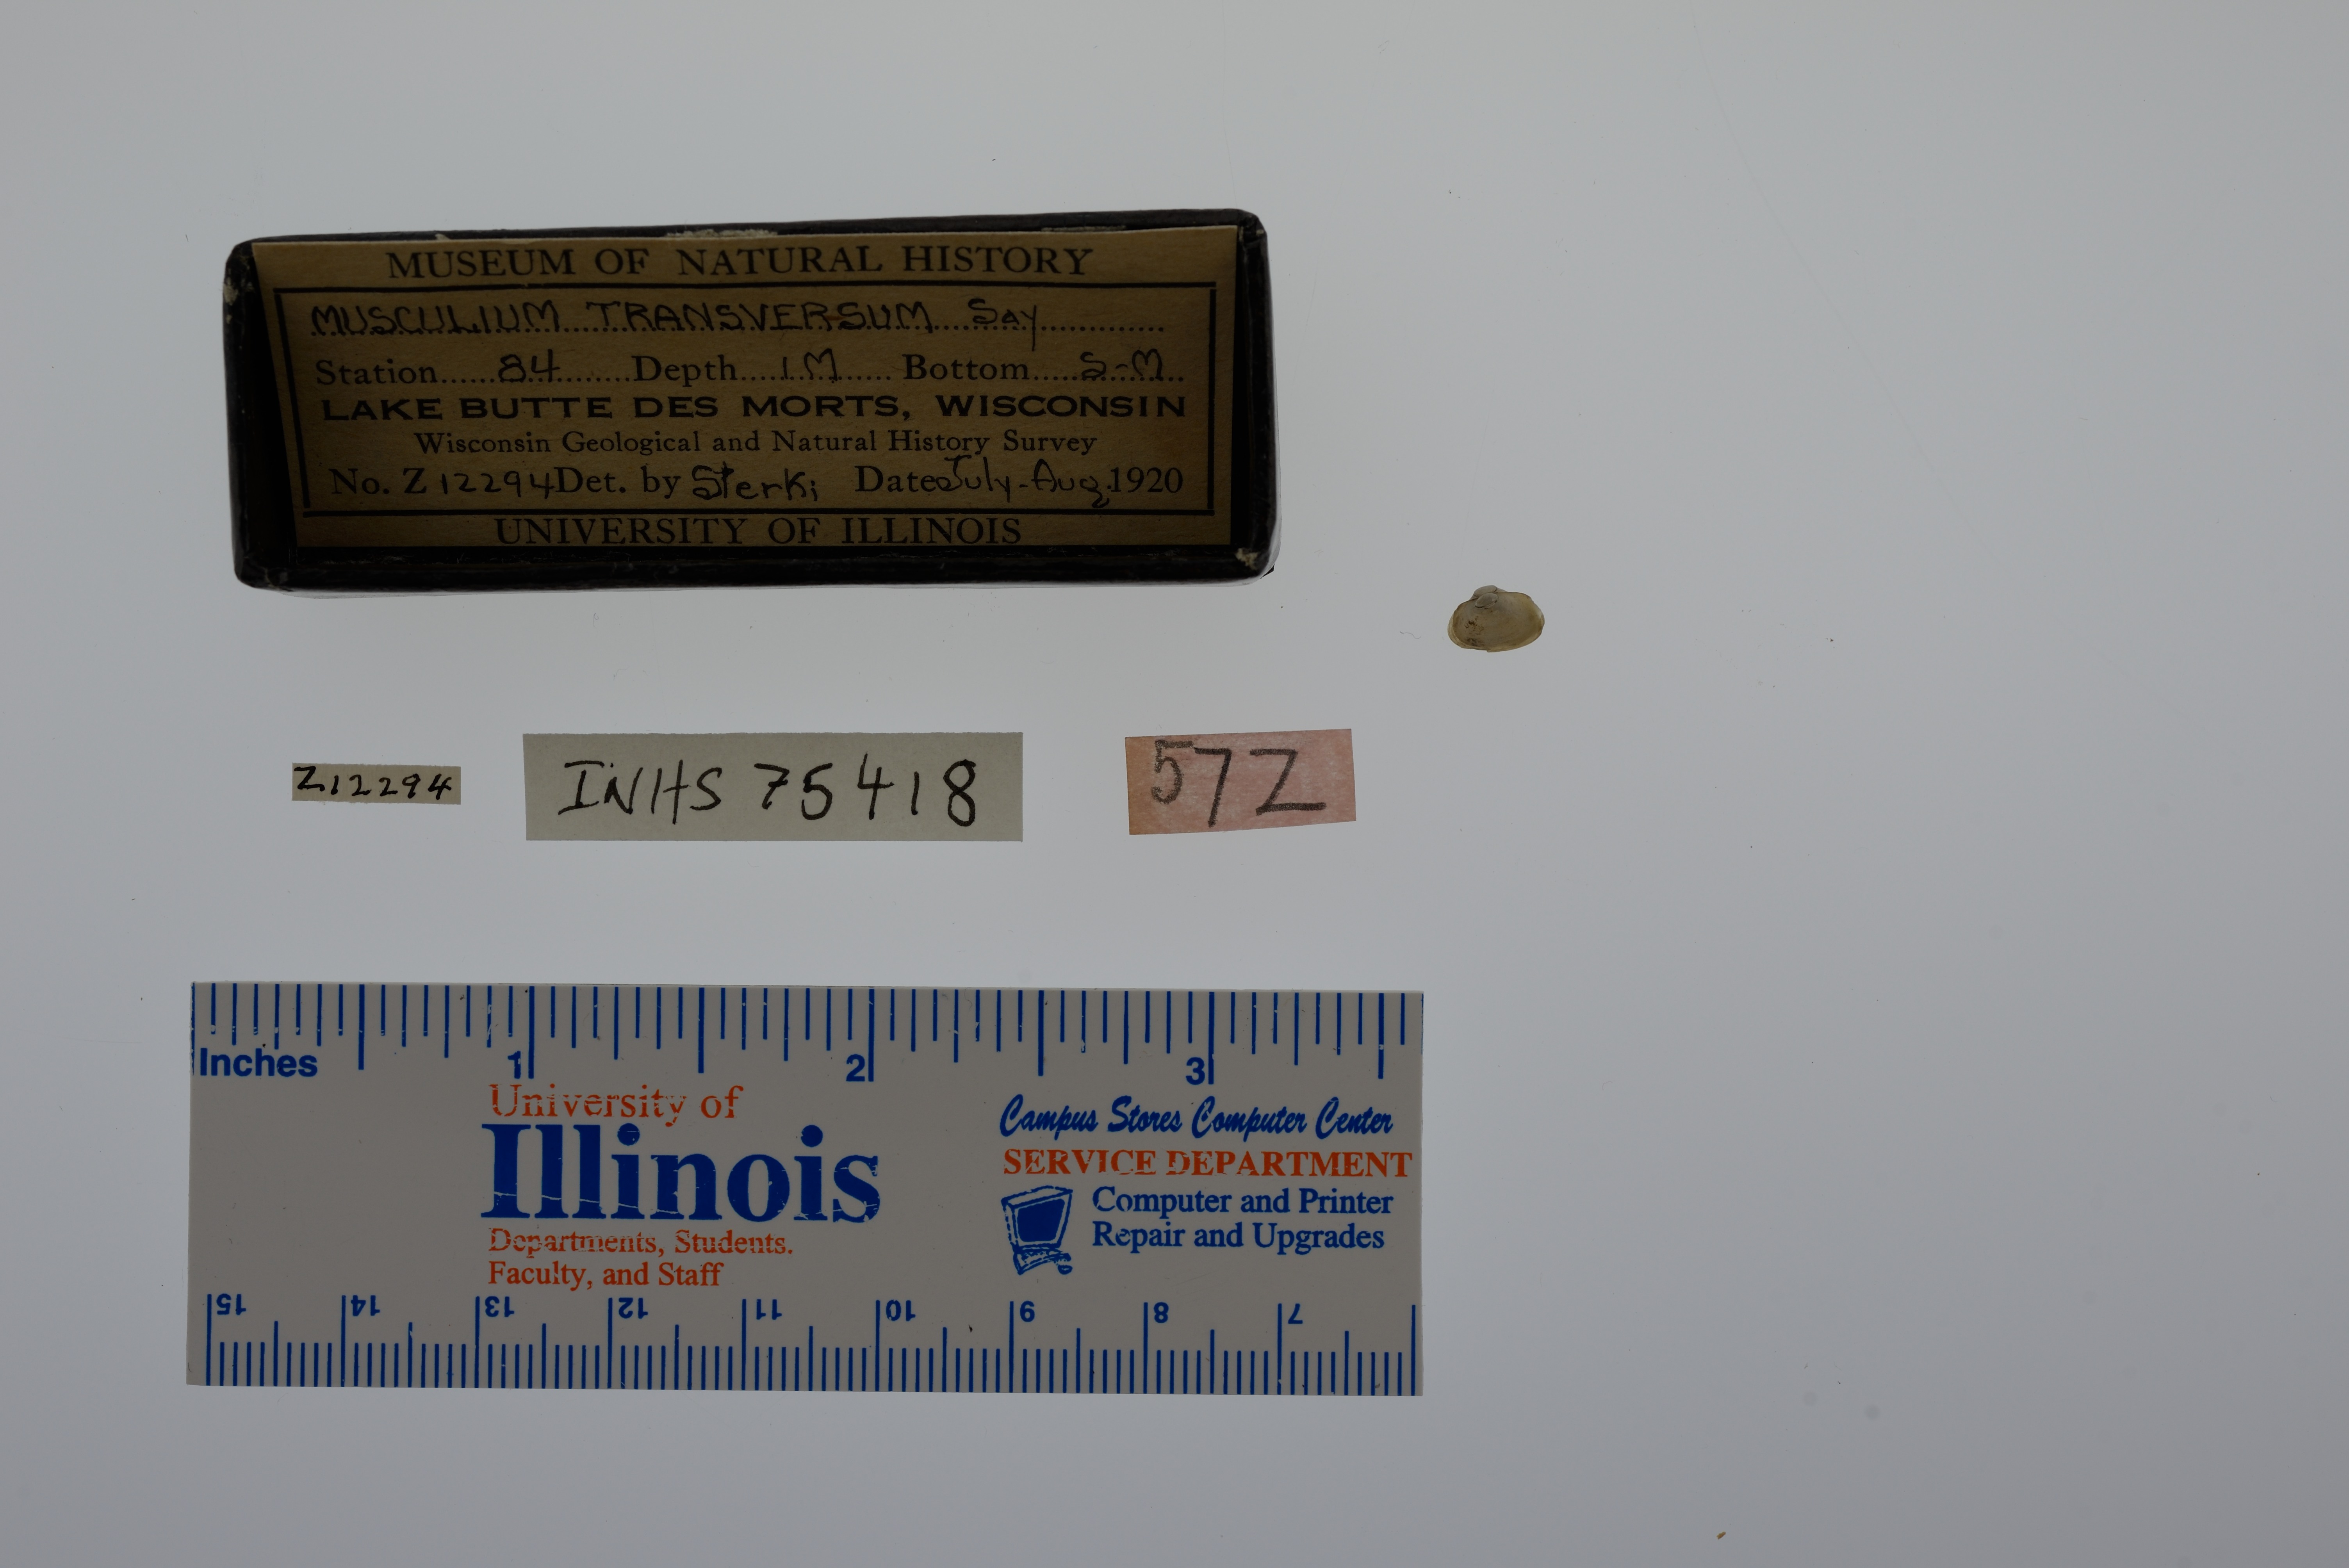 MUSEUM OF NATURAL HISTORY
MUSCULIUM TRANSVERSUM Say
Station 84 Depth 1M Bottom S-M
LAKE BUTTE DES MORTS, WISCONSIN
Wisconsin Geological and Natural History Survey
No. Z 12294 Det. by Sterki Date July-Aug. 1920
UNIVERSITY OF ILLINOIS
Z12294
INHS 75418
57Z
Inches 1 2 3
University of
Illinois
Departments, Students.
Faculty, and Staff
Campus Stores Computer Center
SERVICE DEPARTMENT
Computer and Printer
Repair and Upgrades
15 14 13 12 11 10 9 8 7